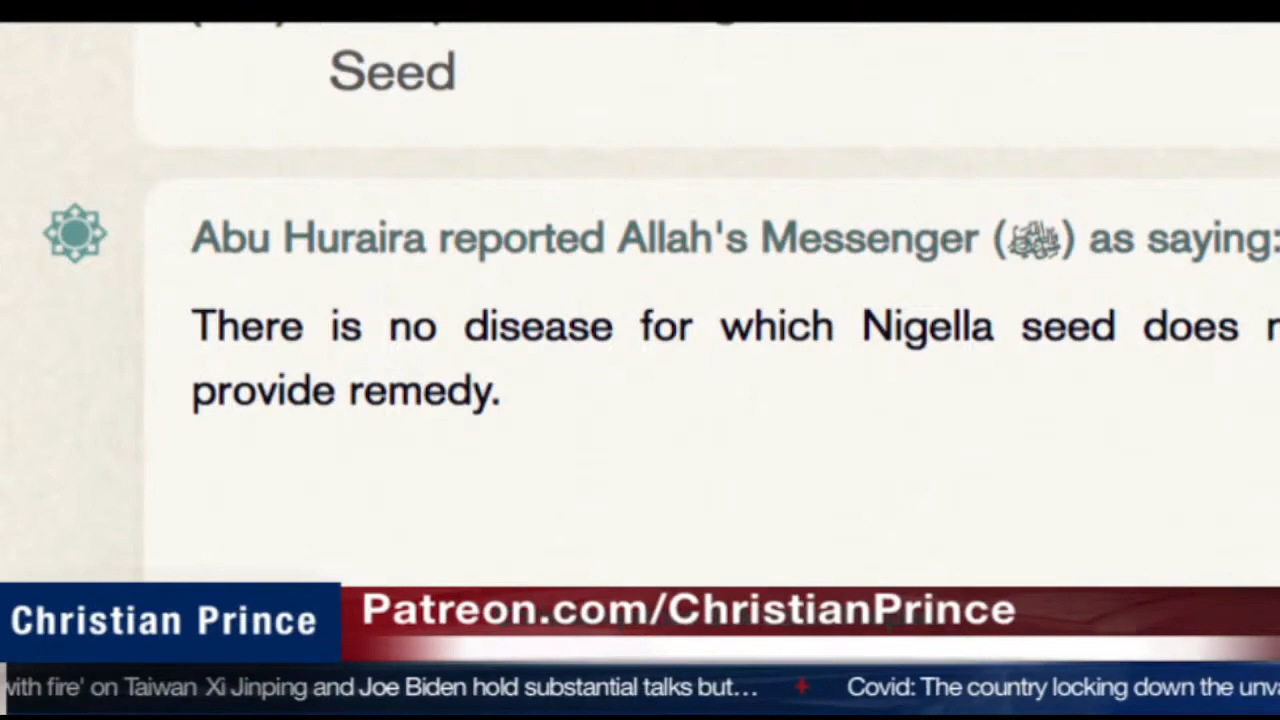 Seed
Abu Huraira reported Allah's Messenger (ﷺ) as saying:
There is no disease for which Nigella seed does
provide remedy.
Christian Prince
Patreon.com/ChristianPrince
with fire' on Taiwan Xi Jinping and Joe Biden hold substantial talks but... + Covid: The country locking down the unva